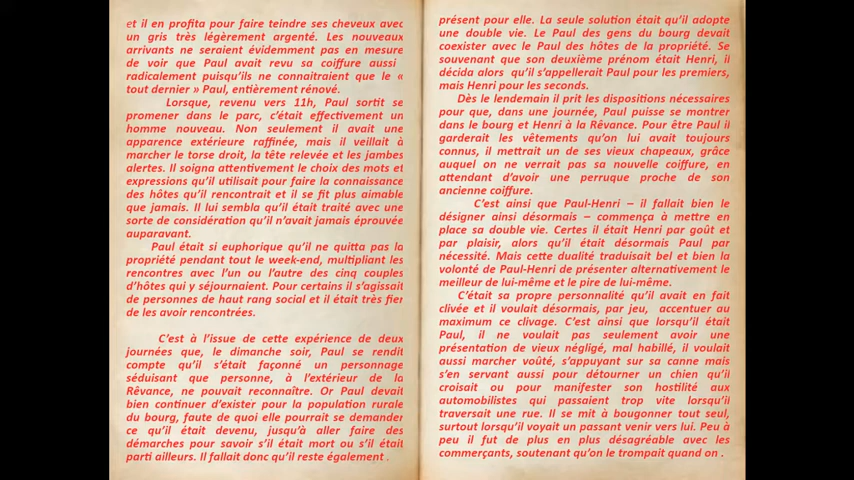 et il en profita pour faire teindre ses cheveux avec
un gris très légèrement argenté. Les nouveaux
arrivants ne seraient évidemment pas en mesure
de voir que Paul avait revu sa coiffure aussi
radicalement puisqu'ils ne connaitraient que le «
tout dernier » Paul, entièrement rénové.
Lorsque, revenu vers 11h, Paul sortit se
promener dans le parc, c'était effectivement un
homme nouveau. Non seulement il avait une
apparence extérieure raffinée, mais il veillait à
marcher le torse droit, la tête relevée et les jambes
alertes. Il soigna attentivement le choix des mots et
expressions qu'il utilisait pour faire la connaissance
des hôtes qu'il rencontrait et il se fit plus aimable
que jamais. Il lui sembla qu'il était traité avec une
sorte de considération qu'il n'avait jamais éprouvée
auparavant.
Paul était si euphorique qu'il ne quitta pas la
propriété pendant tout le week-end, multipliant les
rencontres avec l'un ou l'autre des cinq couples
d'hôtes qui y séjournaient. Pour certains il s'agissait
de personnes de haut rang social et il était très fier
de les avoir rencontrées.
C'est à l'issue de cette expérience de deux
journées que, le dimanche soir, Paul se rendit
compte qu'il s'était façonné un personnage
séduisant que personne, à l'extérieur de la
Rêvance, ne pouvait reconnaître. Or Paul devait
bien continuer d'exister pour la population rurale
du bourg, faute de quoi elle pourrait se demander
ce qu'il était devenu, jusqu'à aller faire des
démarches pour savoir s'il était mort ou s'il était
parti ailleurs. Il fallait donc qu'il reste également .
présent pour elle. La seule solution était qu'il adopte
une double vie. Le Paul des gens du bourg devait
coexister avec le Paul des hôtes de la propriété. Se
souvenant que son deuxième prénom était Henri, il
décida alors qu'il s'appellerait Paul pour les premiers,
mais Henri pour les seconds.
Dès le lendemain il prit les dispositions nécessaires
pour que, dans une journée, Paul puisse se montrer
dans le bourg et Henri à la Rêvance. Pour être Paul il
garderait les vêtements qu'on lui avait toujours
connus, il mettrait un de ses vieux chapeaux, grâce
auquel on ne verrait pas sa nouvelle coiffure, en
attendant d'avoir une perruque proche de son
ancienne coiffure.
C'est ainsi que Paul-Henri – il fallait bien le
désigner ainsi désormais – commença à mettre en
place sa double vie. Certes il était Henri par goût et
par plaisir, alors qu'il était désormais Paul par
nécessité. Mais cette dualité traduisait bel et bien la
volonté de Paul-Henri de présenter alternativement le
meilleur de lui-même et le pire de lui-même.
C'était sa propre personnalité qu'il avait en fait
clivée et il voulait désormais, par jeu, accentuer au
maximum ce clivage. C'est ainsi que lorsqu'il était
Paul, il ne voulait pas seulement avoir une
présentation de vieux négligé, mal habillé, il voulait
aussi marcher voûté, s'appuyant sur sa canne mais
s'en servant aussi pour détourner un chien qu'il
croisait ou pour manifester son hostilité aux
automobilistes qui passaient trop vite lorsqu'il
traversait une rue. Il se mit à bougonner tout seul,
surtout lorsqu'il voyait un passant venir vers lui. Peu à
peu il fut de plus en plus désagréable avec les
commerçants, soutenant qu'on le trompait quand on .